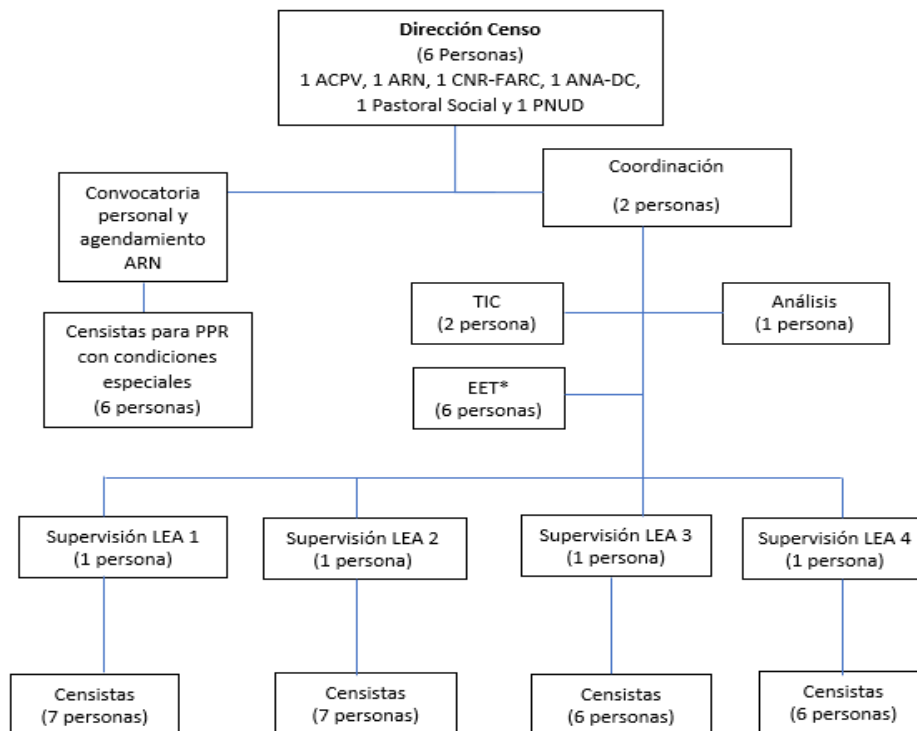 Dirección Censo
(6 Personas)
1 ACPV, 1 ARN, 1 CNR-FARC, 1 ANA-DC,
1 Pastoral Social y 1 PNUD
Convocatoria
personal y
agendamiento
ARN
Coordinación
(2 personas)
Censistas para PPR
con condiciones
especiales
(6 personas)
TIC
(2 persona)
Análisis
(1 persona)
EET*
(6 personas)
Supervisión LEA 1
(1 persona)
Supervisión LEA 2
(1 persona)
Supervisión LEA 3
(1 persona)
Supervisión LEA 4
(1 persona)
Censistas
(7 personas)
Censistas
(7 personas)
Censistas
(6 personas)
Censistas
(6 personas)